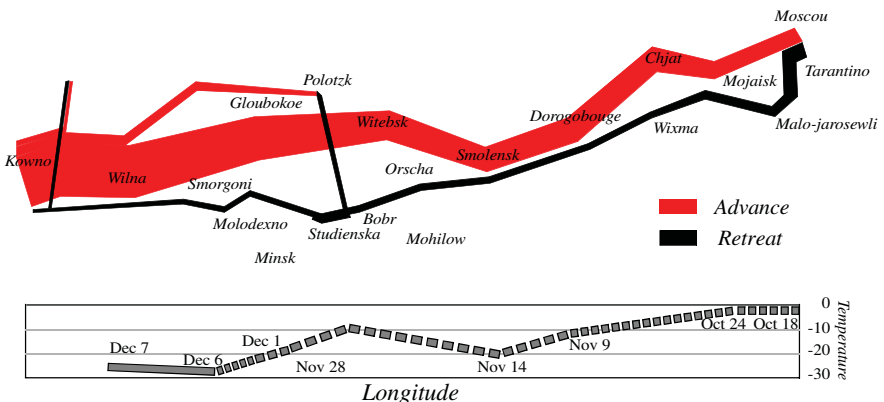 Moscou
Tarantino
Chjat
Mojaisk
Polotzk
Gloubokoe
Witebsk
Dorogobouge
Malo-jarosewli
Wixma
Kowno
Smolensk
Orscha
Wilna
Smorgoni
Molodexno
Bobr
Studienska
Mohilow
Minsk
Advance
Retreat
0
-10
-20
-30
Temperature
Oct 24
Oct 18
Dec 7
Dec 6
Dec 1
Nov 28
Nov 14
Nov 9
Longitude